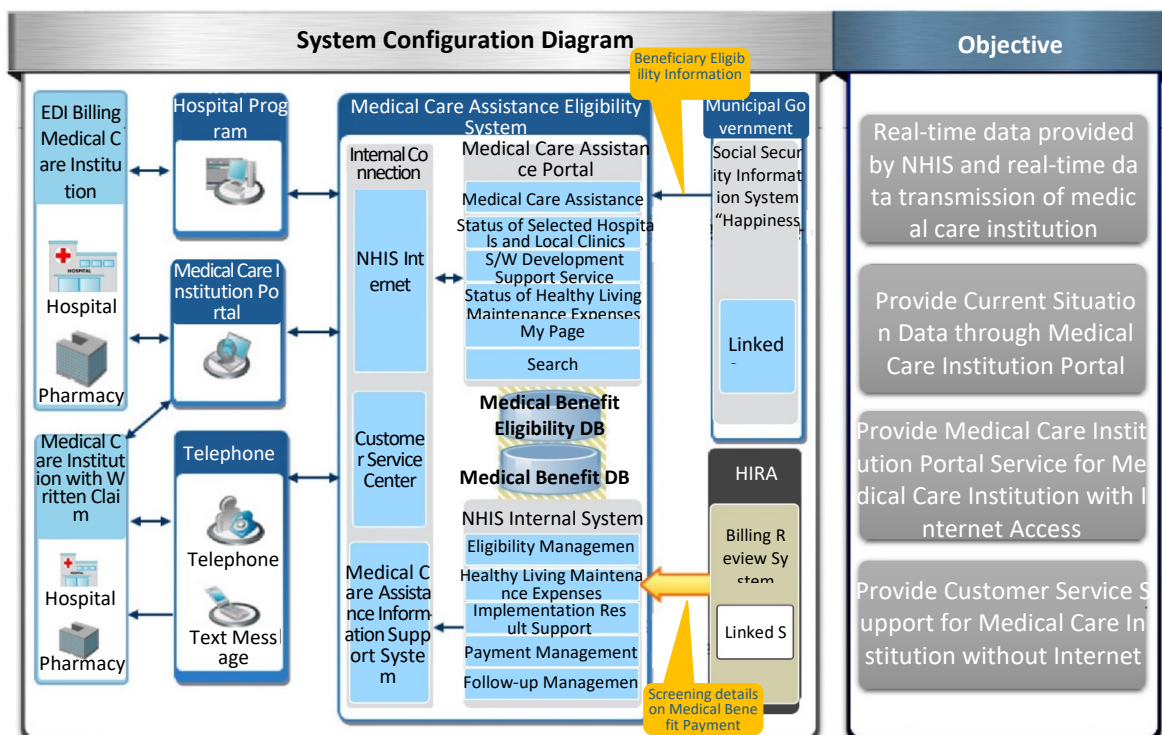 System Configuration Diagram
Objective
Beneficiary Eligib
ility Information
EDI Billing
Medical C
are Institu
tion
Hospital
Pharmacy
Hospital Prog
ram
Medical Care I
nstitution Po
rtal
Medical C
are Institut
ion with W
ritten Clai
m
Hospital
Pharmacy
Telephone
Telephone
Text Mess
age
Medical Care Assistance Eligibility
System
Internal Co
nnection
NHIS Int
ernet
Custome
r Service
Center
Medical C
are Assista
nce Inform
ation Supp
ort Syste
m
Medical Care Assistan
ce Portal
Medical Care Assistance
Status of Selected Hospita
ls and Local Clinics
S/W Development
Support Service
Status of Healthy Living
Maintenance Expenses
My Page
Search
Medical Benefit
Eligibility DB
Medical Benefit DB
NHIS Internal System
Eligibility Managemen
Healthy Living Maintena
nce Expenses
Implementation Res
ult Support
Payment Management
Follow-up Managemen
Municipal Go
vernment
Social Secur
ity Informat
ion System
“Happiness
Linked
HIRA
Billing R
eview Sy
stem
Linked S
Screening details
on Medical Bene
fit Payment
Real-time data provided
by NHIS and real-time da
ta transmission of medic
al care institution
Provide Current Situatio
n Data through Medical
Care Institution Portal
Provide Medical Care Instit
ution Portal Service for Me
dical Care Institution with I
nternet Access
Provide Customer Service S
upport for Medical Care In
stitution without Internet